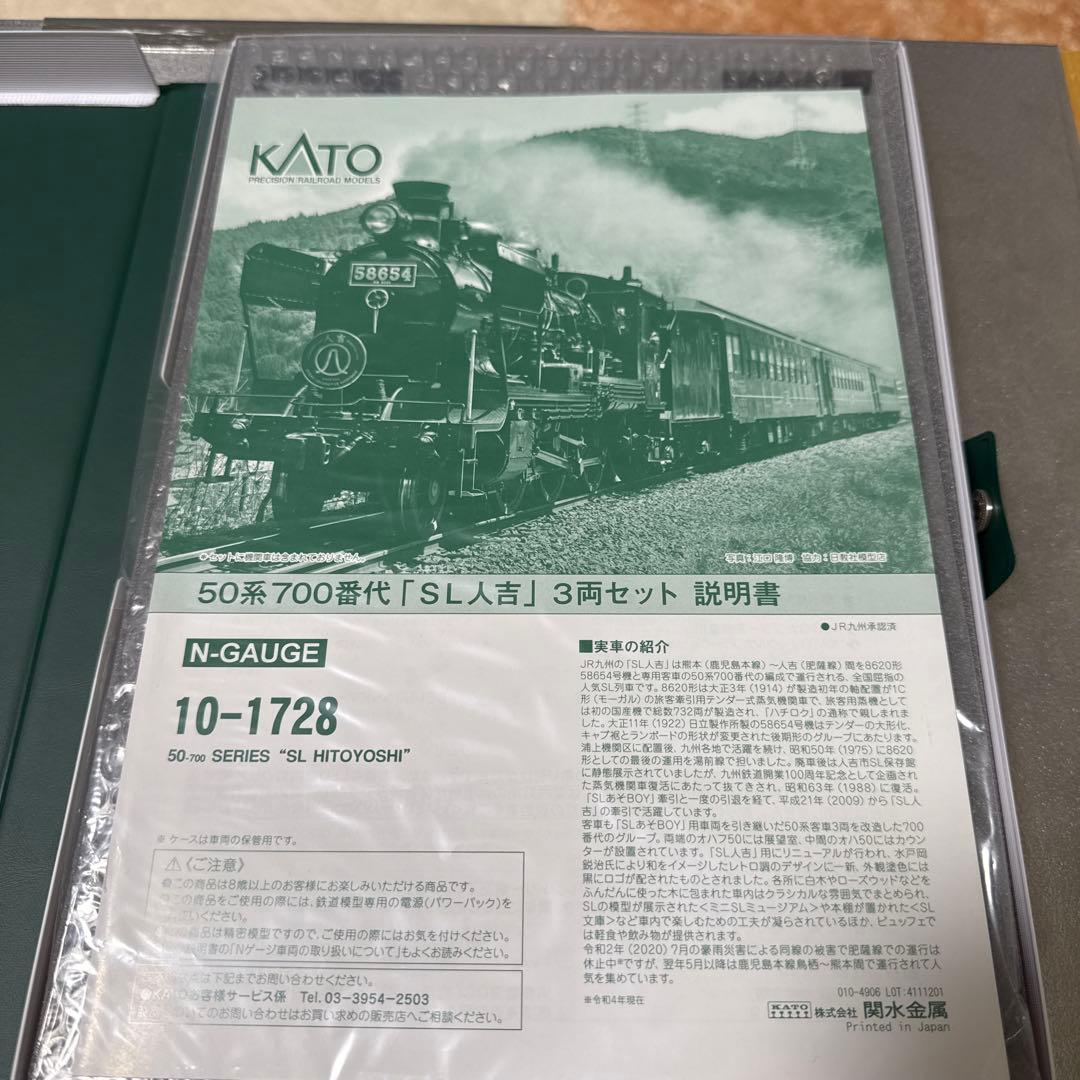 KATO
PRECISION RAILROAD MODELS
58654
人吉
＊セットに機関車は含まれておりません。
写真：江口 隆博 協力：日教社模型店
50系700番代「SL人吉」3両セット 説明書
●JR九州承認済
N-GAUGE
10-1728
50-700 SERIES “SL HITOYOSHI”
※ ケースは車両の保管用です。
⚠《ご注意》
●この商品は8歳以上のお客様にお楽しみいただける商品です。
この商品をご使用の際には、鉄道模型専用の電源(パワーパック)を
商品は精密模型ですので、ご使用の際にはお気を付けください。
説明書の「Nゲージ車両の取り扱いについて」もよくお読みください。
は下記までお問い合わせください。
●KATOお客様サービス係 Tel.03-3954-2503
についてのお問い合わせはお買い求めの販売店へご相談ください。
■実車の紹介
JR九州の「SL人吉」は熊本(鹿児島本線)～人吉(肥薩線)間を8620形
58654号機と専用客車の50系700番代の編成で運行される、全国屈指の
人気SL列車です。8620形は大正3年(1914)が製造初年の軸配置が1C
形(モーガル)の旅客牽引用テンダー式蒸気機関車で、旅客用蒸機として
は初の国産機で総数732両が製造され、「ハチロク」の通称で親しまれま
した。大正11年(1922)日立製作所製の58654号機はテンダーの大形化、
キャブ裾とランボードの形状が変更された後期形のグループにあたります。
浦上機関区に配置後、九州各地で活躍を続け、昭和50年(1975)に8620
形としての最後の運用を湯前線で担いました。廃車後は人吉市SL保存館
に静態展示されていましたが、九州鉄道開業100周年記念として企画され
た蒸気機関車復活にあたって抜てきされ、昭和63年(1988)に復活。
「SLあそBOY」牽引と一度の引退を経て、平成21年(2009)から「SL人
吉」の牽引で活躍しています。
客車も「SLあそBOY」用車両を引き継いだ50系客車3両を改造した700
番代のグループ。両端のオハフ50には展望室、中間のオハ50にはカウン
ターが設置されています。「SL人吉」用にリニューアルが行われ、水戸岡
鋭治氏により和をイメージしたレトロ調のデザインに一新、外観塗色には
黒にロゴが配されたものとされました。各所に白木やローズウッドなどを
ふんだんに使った木に包まれた車内はクラシカルな雰囲気でまとめられ、
SLの模型が展示された<ミニSLミュージアム>や本棚が置かれた<SL
文庫>など車内で楽しむための工夫が凝らされているほか、ビュッフェで
は軽食や飲み物が提供されます。
令和2年(2020)7月の豪雨災害による同線の被害で肥薩線での運行は
休止中※ですが、翌年5月以降は鹿児島本線鳥栖～熊本間で運行されて人
気を集めています。
※令和4年現在
010-4906 LOT:4111201
KATO 株式会社 関水金属
Printed in Japan